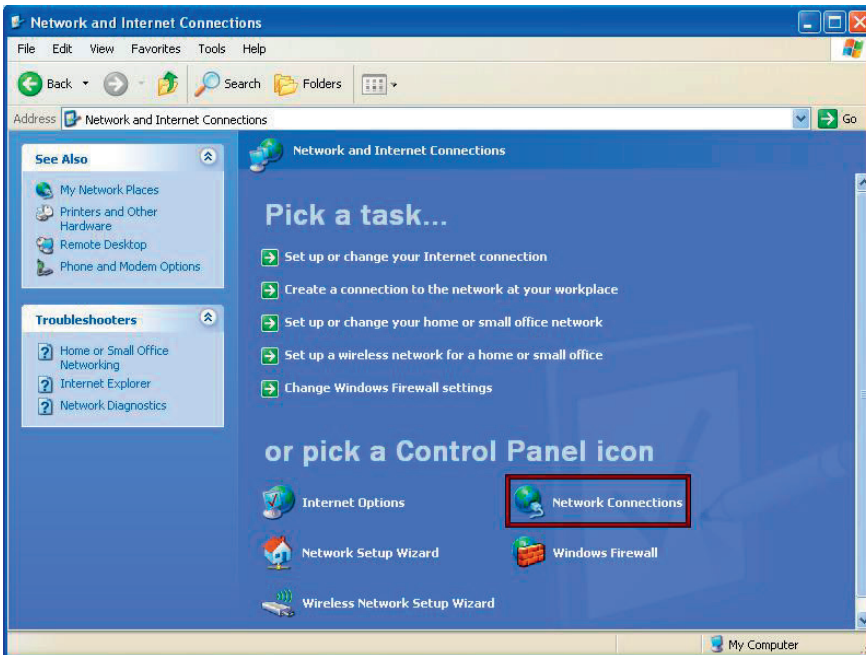 Network and Internet Connections
File Edit View Favorites Tools Help
Back Search Folders
Address Network and Internet Connections Go
See Also
My Network Places
Printers and Other
Hardware
Remote Desktop
Phone and Modem Options
Troubleshooters
Home or Small Office
Networking
Internet Explorer
Network Diagnostics
Network and Internet Connections
Pick a task...
Set up or change your Internet connection
Create a connection to the network at your workplace
Set up or change your home or small office network
Set up a wireless network for a home or small office
Change Windows Firewall settings
or pick a Control Panel icon
Internet Options
Network Connections
Network Setup Wizard
Windows Firewall
Wireless Network Setup Wizard
My Computer